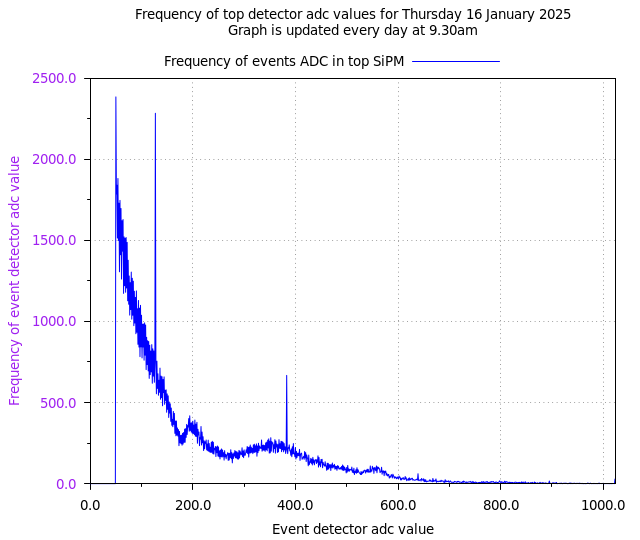 Frequency of top detector adc values for Thursday 16 January 2025
Graph is updated every day at 9.30am
Frequency of events ADC in top SiPM
2500.0
2000.0
1500.0
1000.0
500.0
0.0
Frequency of event detector adc value
0.0 200.0 400.0 600.0 800.0 1000.0
Event detector adc value